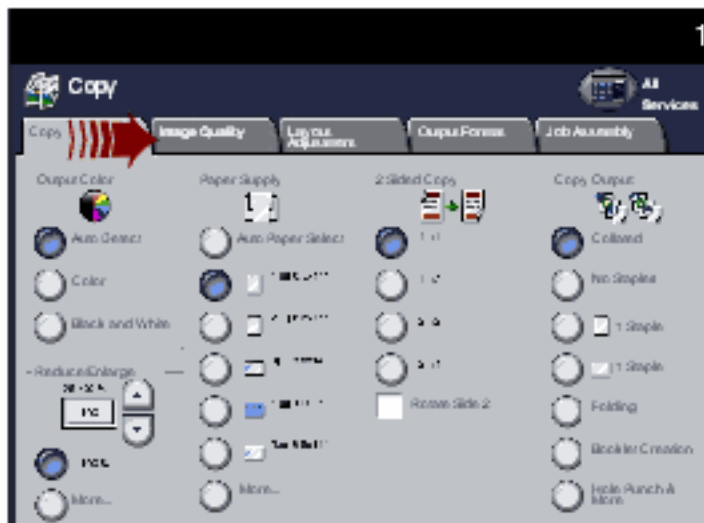 1
Copy
All
Services
Copy
Image Quality
Layout
Adjustment
Output Format
Job Assembly
Output Color
Auto Detect
Color
Black and White
Reduce/Enlarge
100
100%
More...
Paper Supply
Auto Paper Select
More...
2 Sided Copy
Rotate Side 2
Copy Output
Collated
No Staples
1 Staple
1 Staple
Folding
Booklet Creation
Hole Punch &
More